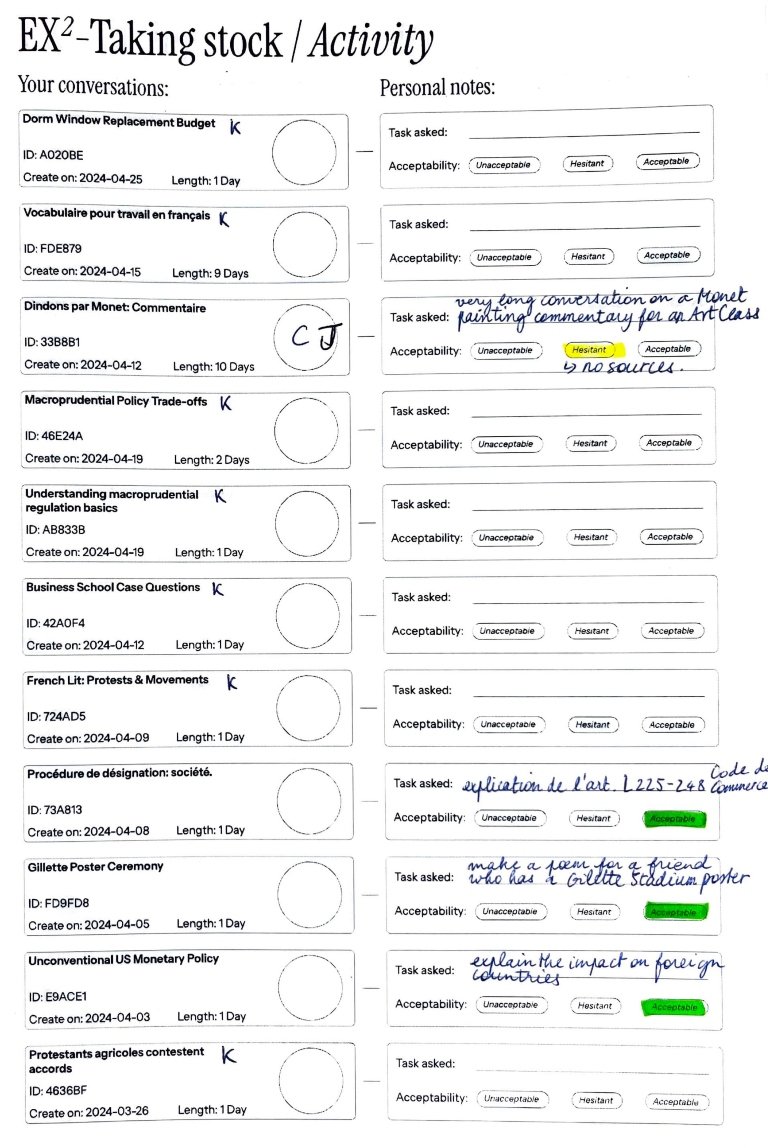 EX²-Taking stock / Activity
Your conversations:
Personal notes:
Dorm Window Replacement Budget K
ID: A020BE
Create on: 2024-04-25 Length: 1 Day
Task asked:
Acceptability: Unacceptable Hesitant Acceptable
Vocabulaire pour travail en français K
ID: FDE879
Create on: 2024-04-15 Length: 9 Days
Task asked:
Acceptability: Unacceptable Hesitant Acceptable
Dindons par Monet: Commentaire
ID: 33B8B1
Create on: 2024-04-12 Length: 10 Days
C J
very long conversation on a Monet
Task asked: painting commentary for an Art Class
Acceptability: Unacceptable Hesitant Acceptable
↳ no sources.
Macroprudential Policy Trade-offs K
ID: 46E24A
Create on: 2024-04-19 Length: 2 Days
Task asked:
Acceptability: Unacceptable Hesitant Acceptable
Understanding macroprudential K
regulation basics
ID: AB833B
Create on: 2024-04-19 Length: 1 Day
Task asked:
Acceptability: Unacceptable Hesitant Acceptable
Business School Case Questions K
ID: 42A0F4
Create on: 2024-04-12 Length: 1 Day
Task asked:
Acceptability: Unacceptable Hesitant Acceptable
French Lit: Protests & Movements K
ID: 724AD5
Create on: 2024-04-09 Length: 1 Day
Task asked:
Acceptability: Unacceptable Hesitant Acceptable
Procédure de désignation: société.
ID: 73A813
Create on: 2024-04-08 Length: 1 Day
Task asked: explication de l'art. L225-248 Code de
Commerce
Acceptability: Unacceptable Hesitant Acceptable
Gillette Poster Ceremony
ID: FD9FD8
Create on: 2024-04-05 Length: 1 Day
make a poem for a friend
Task asked: who has a Gilette Stadium poster
Acceptability: Unacceptable Hesitant Acceptable
Unconventional US Monetary Policy
ID: E9ACE1
Create on: 2024-04-03 Length: 1 Day
explain the impact on foreign
Task asked: countries
Acceptability: Unacceptable Hesitant Acceptable
Protestants agricoles contestent K
accords
ID: 4636BF
Create on: 2024-03-26 Length: 1 Day
Task asked:
Acceptability: Unacceptable Hesitant Acceptable